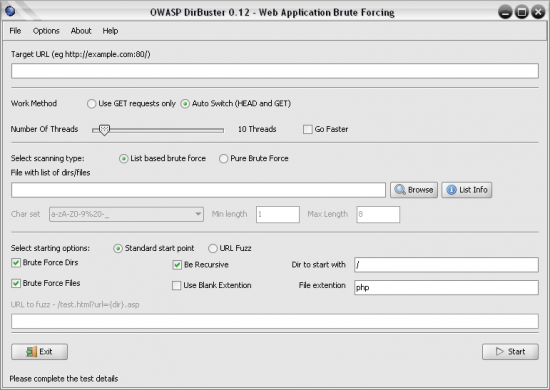 OWASP DirBuster 0.12 - Web Application Brute Forcing
File Options About Help
Target URL (eg http://example.com:80/)
Work Method Use GET requests only Auto Switch (HEAD and GET)
Number Of Threads 10 Threads Go Faster
Select scanning type: List based brute force Pure Brute Force
File with list of dirs/files
Browse List Info
Char set a-zA-Z0-9%20-_ Min length 1 Max Length 8
Select starting options: Standard start point URL Fuzz
Brute Force Dirs Be Recursive Dir to start with /
Brute Force Files Use Blank Extention File extention php
URL to fuzz - /test.html?url={dir}.asp
Exit Start
Please complete the test details